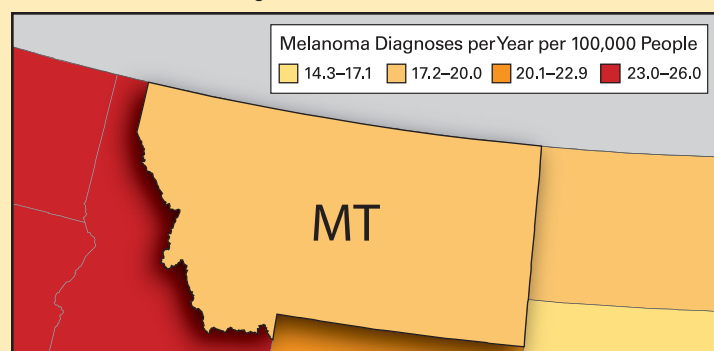 Melanoma Diagnoses per Year per 100,000 People
14.3–17.1 17.2–20.0 20.1–22.9 23.0–26.0
MT